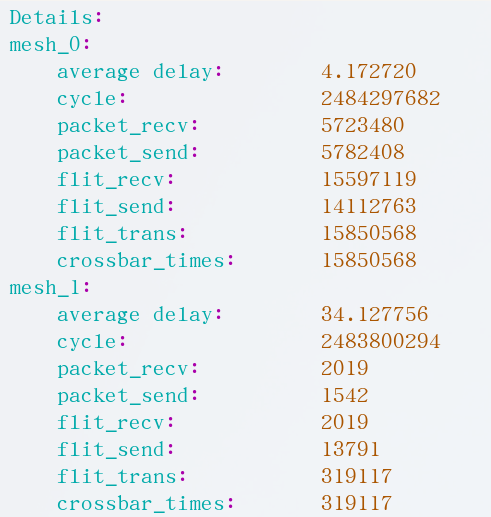 Details:
mesh_0:
average delay: 4.172720
cycle: 2484297682
packet_recv: 5723480
packet_send: 5782408
flit_recv: 15597119
flit_send: 14112763
flit_trans: 15850568
crossbar_times: 15850568
mesh_1:
average delay: 34.127756
cycle: 2483800294
packet_recv: 2019
packet_send: 1542
flit_recv: 2019
flit_send: 13791
flit_trans: 319117
crossbar_times: 319117